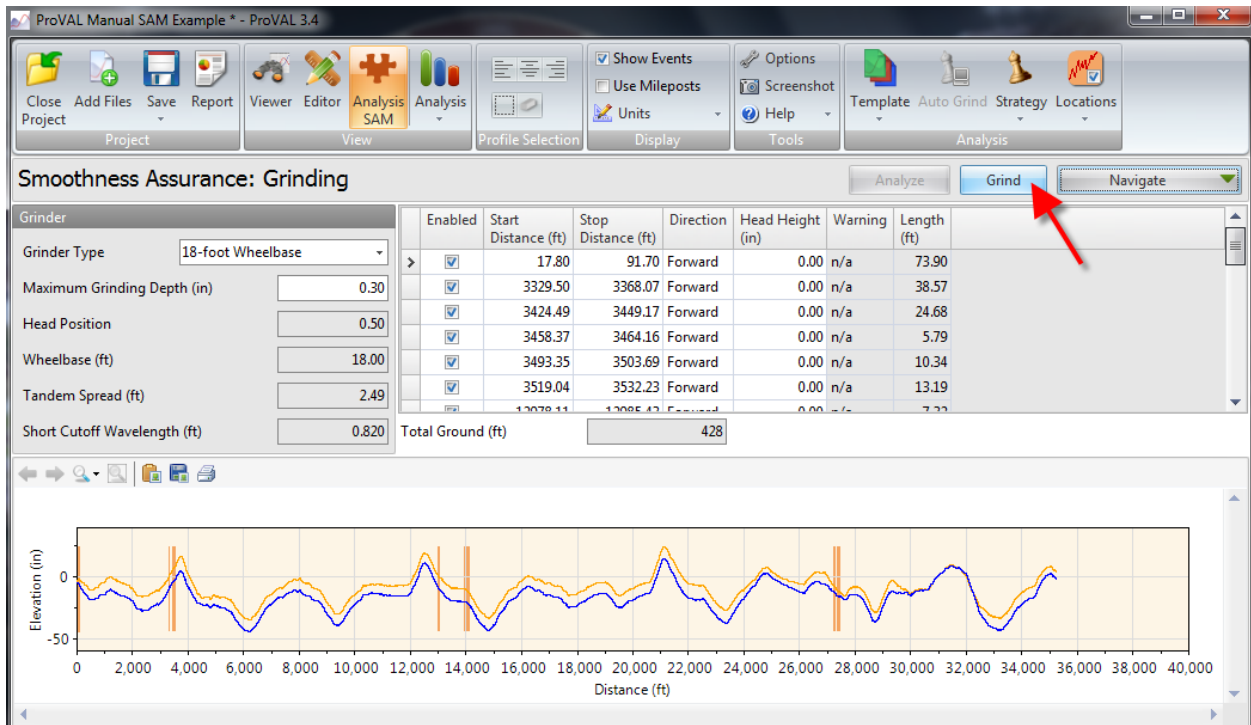 ProVAL Manual SAM Example * - ProVAL 3.4
Close Project Add Files Save Report
Project
Viewer Editor Analysis SAM Analysis
View
Profile Selection
Show Events
Use Mileposts
Units
Display
Options
Screenshot
Help
Tools
Template Auto Grind Strategy Locations
Analysis
Smoothness Assurance: Grinding
Analyze Grind Navigate
Grinder
Grinder Type 18-foot Wheelbase
Maximum Grinding Depth (in) 0.30
Head Position 0.50
Wheelbase (ft) 18.00
Tandem Spread (ft) 2.49
Short Cutoff Wavelength (ft) 0.820
Enabled Start Distance (ft) Stop Distance (ft) Direction Head Height (in) Warning Length (ft)
17.80 91.70 Forward 0.00 n/a 73.90
3329.50 3368.07 Forward 0.00 n/a 38.57
3424.49 3449.17 Forward 0.00 n/a 24.68
3458.37 3464.16 Forward 0.00 n/a 5.79
3493.35 3503.69 Forward 0.00 n/a 10.34
3519.04 3532.23 Forward 0.00 n/a 13.19
Total Ground (ft) 428
Elevation (in)
0
-50
0 2,000 4,000 6,000 8,000 10,000 12,000 14,000 16,000 18,000 20,000 22,000 24,000 26,000 28,000 30,000 32,000 34,000 36,000 38,000 40,000
Distance (ft)